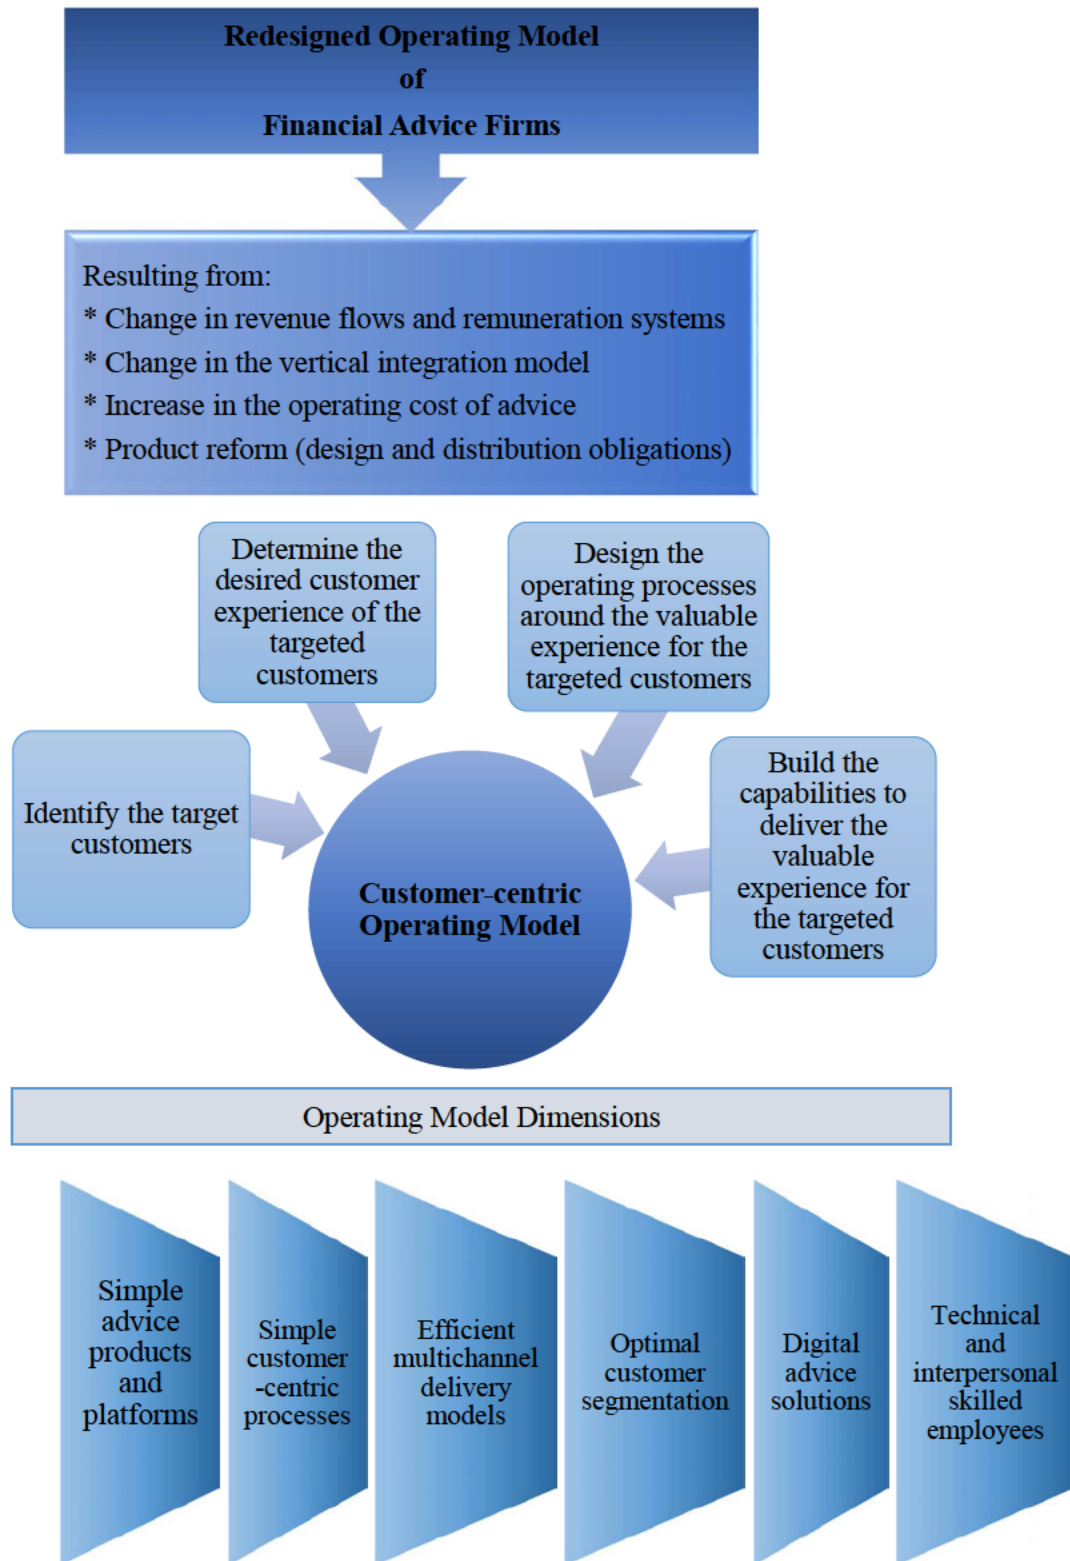 Redesigned Operating Model
of
Financial Advice Firms
Resulting from:
* Change in revenue flows and remuneration systems
* Change in the vertical integration model
* Increase in the operating cost of advice
* Product reform (design and distribution obligations)
Determine the
desired customer
experience of the
targeted
customers
Design the
operating processes
around the valuable
experience for the
targeted customers
Identify the target
customers
Build the
capabilities to
deliver the
valuable
experience for
the targeted
customers
Customer-centric
Operating Model
Operating Model Dimensions
Simple
advice
products
and
platforms
Simple
customer
-centric
processes
Efficient
multichannel
delivery
models
Optimal
customer
segmentation
Digital
advice
solutions
Technical
and
interpersonal
skilled
employees